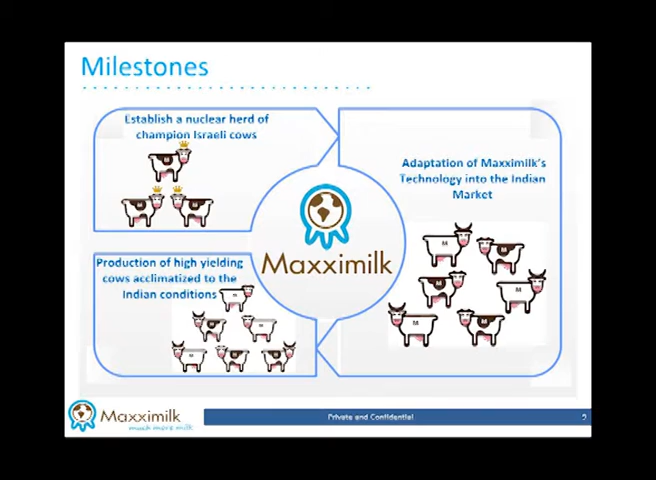 Milestones
Establish a nuclear herd of
champion Israeli cows
Adaptation of Maxximilk's
Technology into the Indian
Market
Maxximilk
Production of high yielding
cows acclimatized to the
Indian conditions
Maxximilk
much more milk
Private and Confidential